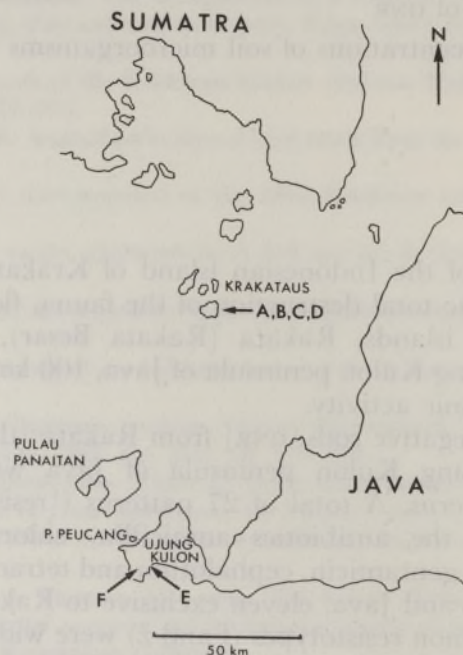 SUMATRA
N
KRAKATAUS
A,B,C,D
PULAU
PANAITAN
JAVA
P. PEUCANG
UJUNG
KULON
F
E
50 km